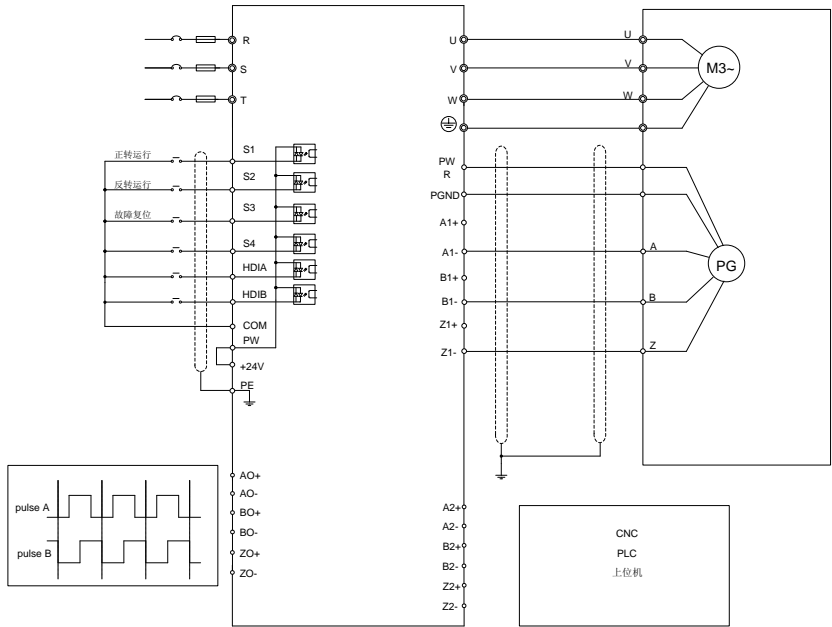 R
S
T
正转运行
反转运行
故障复位
S1
S2
S3
S4
HDIA
HDIB
COM
PW
+24V
PE
U
V
W
PW
R
PGND
A1+
A1-
B1+
B1-
Z1+
Z1-
U
V
W
M3~
A
B
Z
PG
pulse A
pulse B
AO+
AO-
BO+
BO-
ZO+
ZO-
A2+
A2-
B2+
B2-
Z2+
Z2-
CNC
PLC
上位机